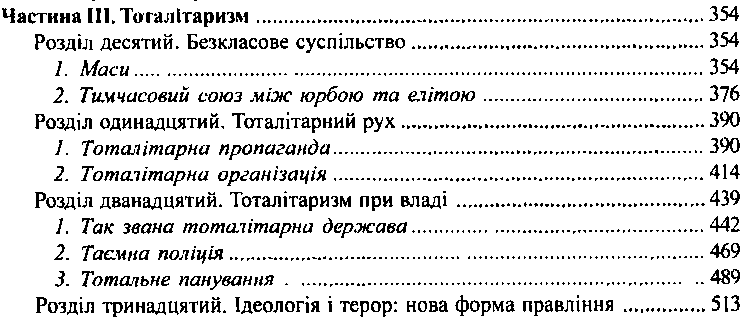 Частина III. Тоталітаризм ........ 354
Розділ десятий. Безкласове суспільство ........ 354
1. Маси ........ 354
2. Тимчасовий союз між юрбою та елітою ........ 376
Розділ одинадцятий. Тоталітарний рух ........ 390
1. Тоталітарна пропаганда ........ 390
2. Тоталітарна організація ........ 414
Розділ дванадцятий. Тоталітаризм при владі ........ 439
1. Так звана тоталітарна держава ........ 442
2. Таємна поліція ........ 469
3. Тотальне панування ........ 489
Розділ тринадцятий. Ідеологія і терор: нова форма правління ........ 513